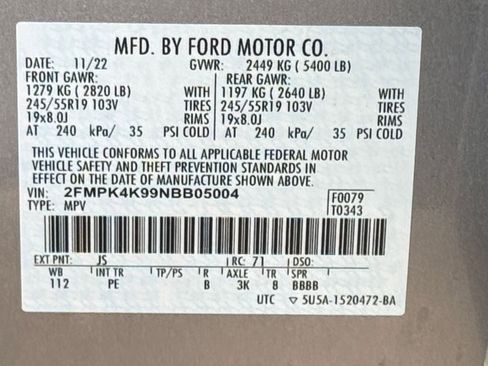 MFD. BY FORD MOTOR CO.
DATE: 11/22 GVWR: 2449 KG ( 5400 LB)
FRONT GAWR: REAR GAWR:
1279 KG ( 2820 LB) WITH 1197 KG ( 2640 LB) WITH
245/55R19 103V TIRES 245/55R19 103V TIRES
19x8.0J RIMS 19x8.0J RIMS
AT 240 kPa/ 35 PSI COLD AT 240 kPa/ 35 PSI COLD
THIS VEHICLE CONFORMS TO ALL APPLICABLE FEDERAL MOTOR
VEHICLE SAFETY AND THEFT PREVENTION STANDARDS IN
EFFECT ON THE DATE OF MANUFACTURE SHOWN ABOVE.
VIN: 2FMPK4K99NBB05004 F0079
TYPE: MPV T0343
EXT PNT: JS RC: 71 DSO:
WB INT TR TP/PS R AXLE TR SPR
112 PE B 3K 8 BBBB
UTC 5U5A-1520472-BA